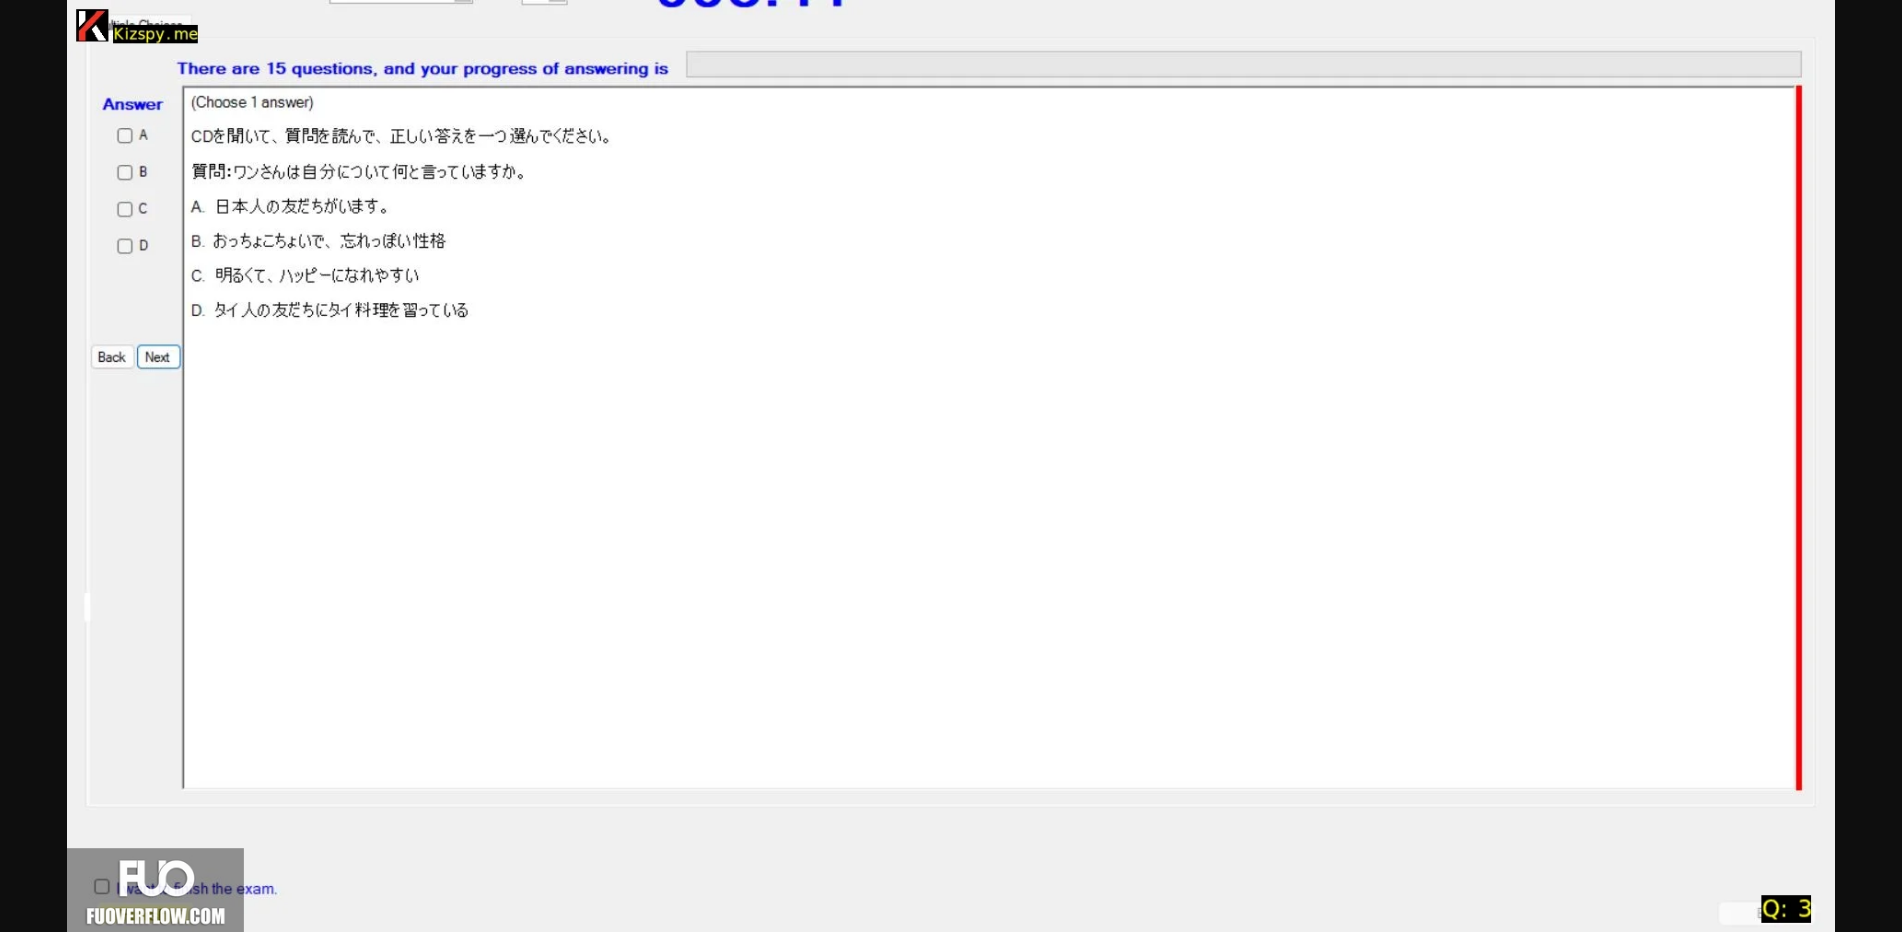 Kizspy.me
There are 15 questions, and your progress of answering is
Answer
(Choose 1 answer)
A
CDを聞いて、質問を読んで、正しい答えを一つ選んでください。
B
質問:ワンさんは自分について何と言っていますか。
C
A. 日本人の友だちがいます。
D
B. おっちょこちょいで、忘れっぽい性格
C. 明るくて、ハッピーになれやすい
D. タイ人の友だちにタイ料理を習っている
Back Next
FUO
finish the exam.
FUOVERFLOW.COM
Q: 3